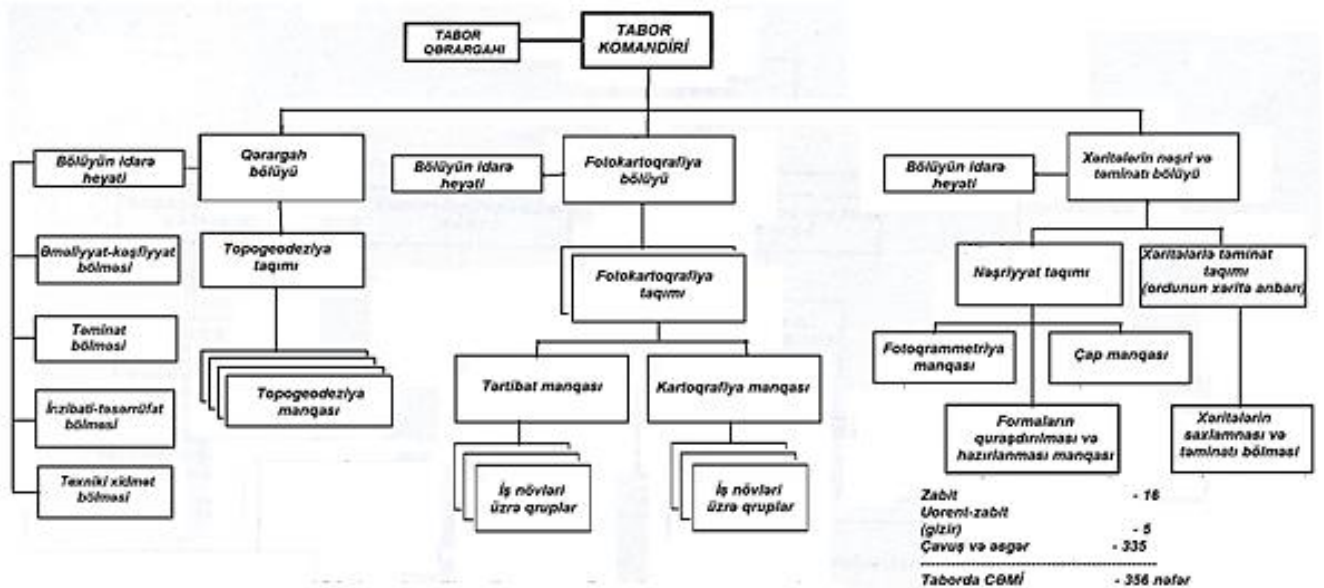 TABOR
QƏRARGAHI
TABOR
KOMANDİRİ
Bölüyün idarə
heyəti
Qərargah
bölüyü
Bölüyün idarə
heyəti
Fotokartoqrafiya
bölüyü
Bölüyün idarə
heyəti
Xəritələrin nəşri və
təminatı bölüyü
Əməliyyat-kəşfiyyat
bölməsi
Topogeodeziya
taqımı
Fotokartoqrafiya
taqımı
Nəşriyyat taqımı
Xəritələrlə təminat
taqımı
(ordunun xəritə anbarı)
Təminat
bölməsi
Topogeodeziya
manqası
Tərtibat manqası
Kartoqrafiya manqası
Fotoqrammetriya
manqası
Çap manqası
İnzibati-təsərrüfat
bölməsi
Formaların
quraşdırılması və
hazırlanması manqası
Xəritələrin
saxlanması və
təminatı bölməsi
Texniki xidmət
bölməsi
İş növləri
üzrə qruplar
İş növləri
üzrə qruplar
Zabit - 16
Uorent-zabit
(gizir) - 5
Çavuş və əsgər - 335
Taborda CƏMİ - 356 nəfər